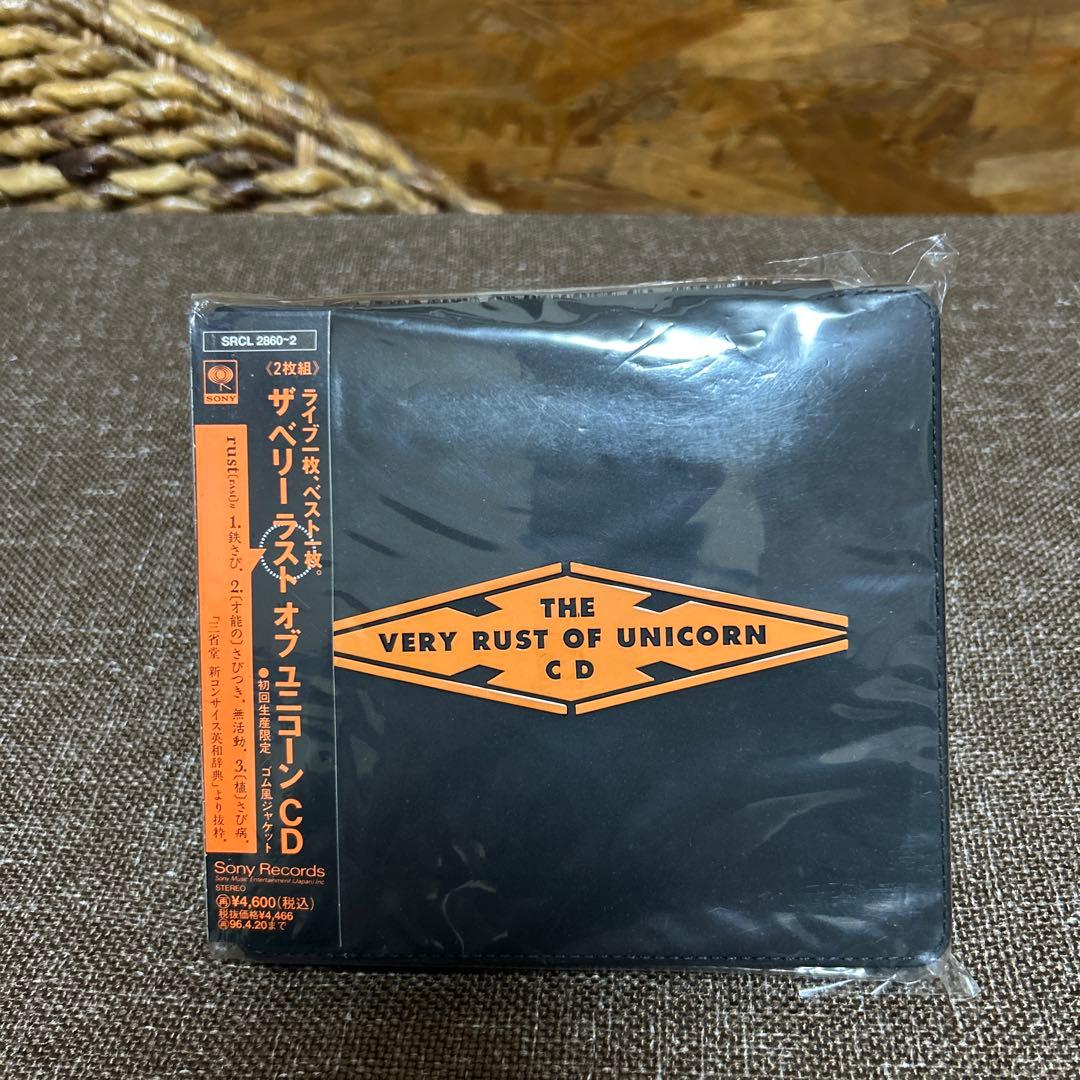 SRCL 2860~2
SONY
《2枚組》
ライブ一枚、ベスト一枚。
ザ ベリー ラスト オブ ユニコーン CD
●初回生産限定 ゴム風ジャケット
rust[rʌst] 1.鉄さび. 2.〔才能の〕さびつき,無活動. 3.〔植〕さび病.
「三省堂 新コンサイス英和辞典」より抜粋.
Sony Records
Sony Music Entertainment (Japan) Inc
STEREO
再¥4,600(税込)
税抜価格¥4,466
再96.4.20まで
THE
VERY RUST OF UNICORN
CD